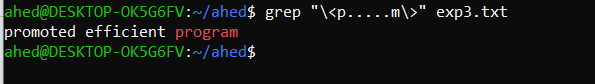 ahed@DESKTOP-OK5G6FV:~/ahed$ grep "\<p.....m\>" exp3.txt
promoted efficient program
ahed@DESKTOP-OK5G6FV:~/ahed$